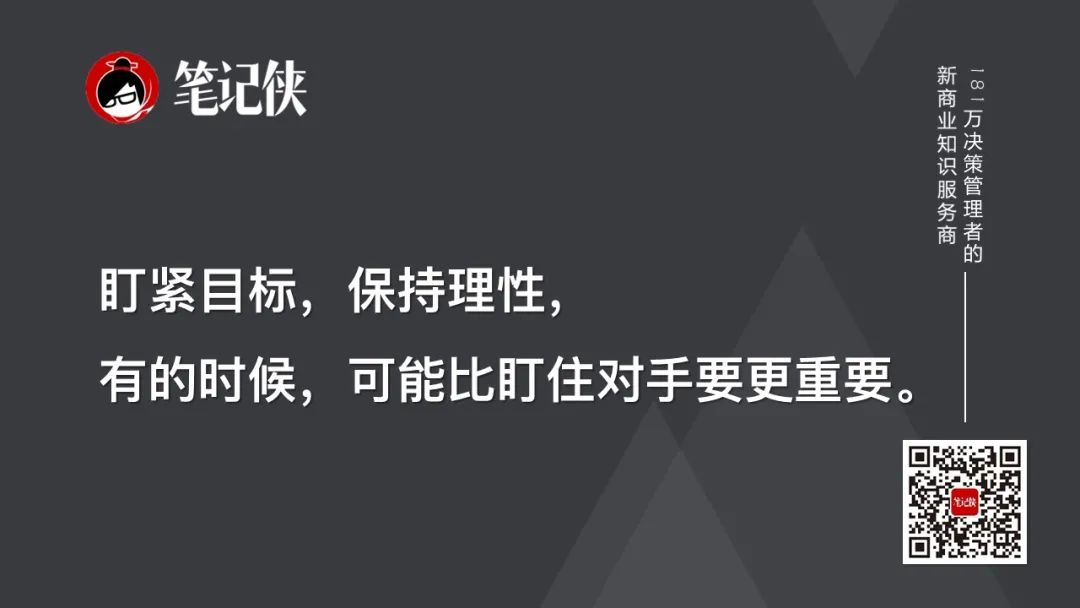 笔记侠
181万决策管理者的
新商业知识服务商
盯紧目标，保持理性，
有的时候，可能比盯住对手要更重要。
笔记侠